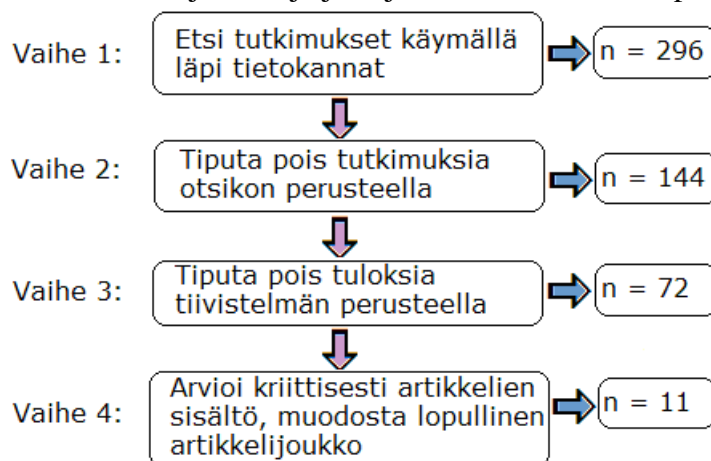 Vaihe 1:
Etsi tutkimukset käymällä
läpi tietokannat
n = 296
Vaihe 2:
Tiputa pois tutkimuksia
otsikon perusteella
n = 144
Vaihe 3:
Tiputa pois tuloksia
tiivistelmän perusteella
n = 72
Vaihe 4:
Arvioi kriittisesti artikkelien
sisältö, muodosta lopullinen
artikkelijoukko
n = 11